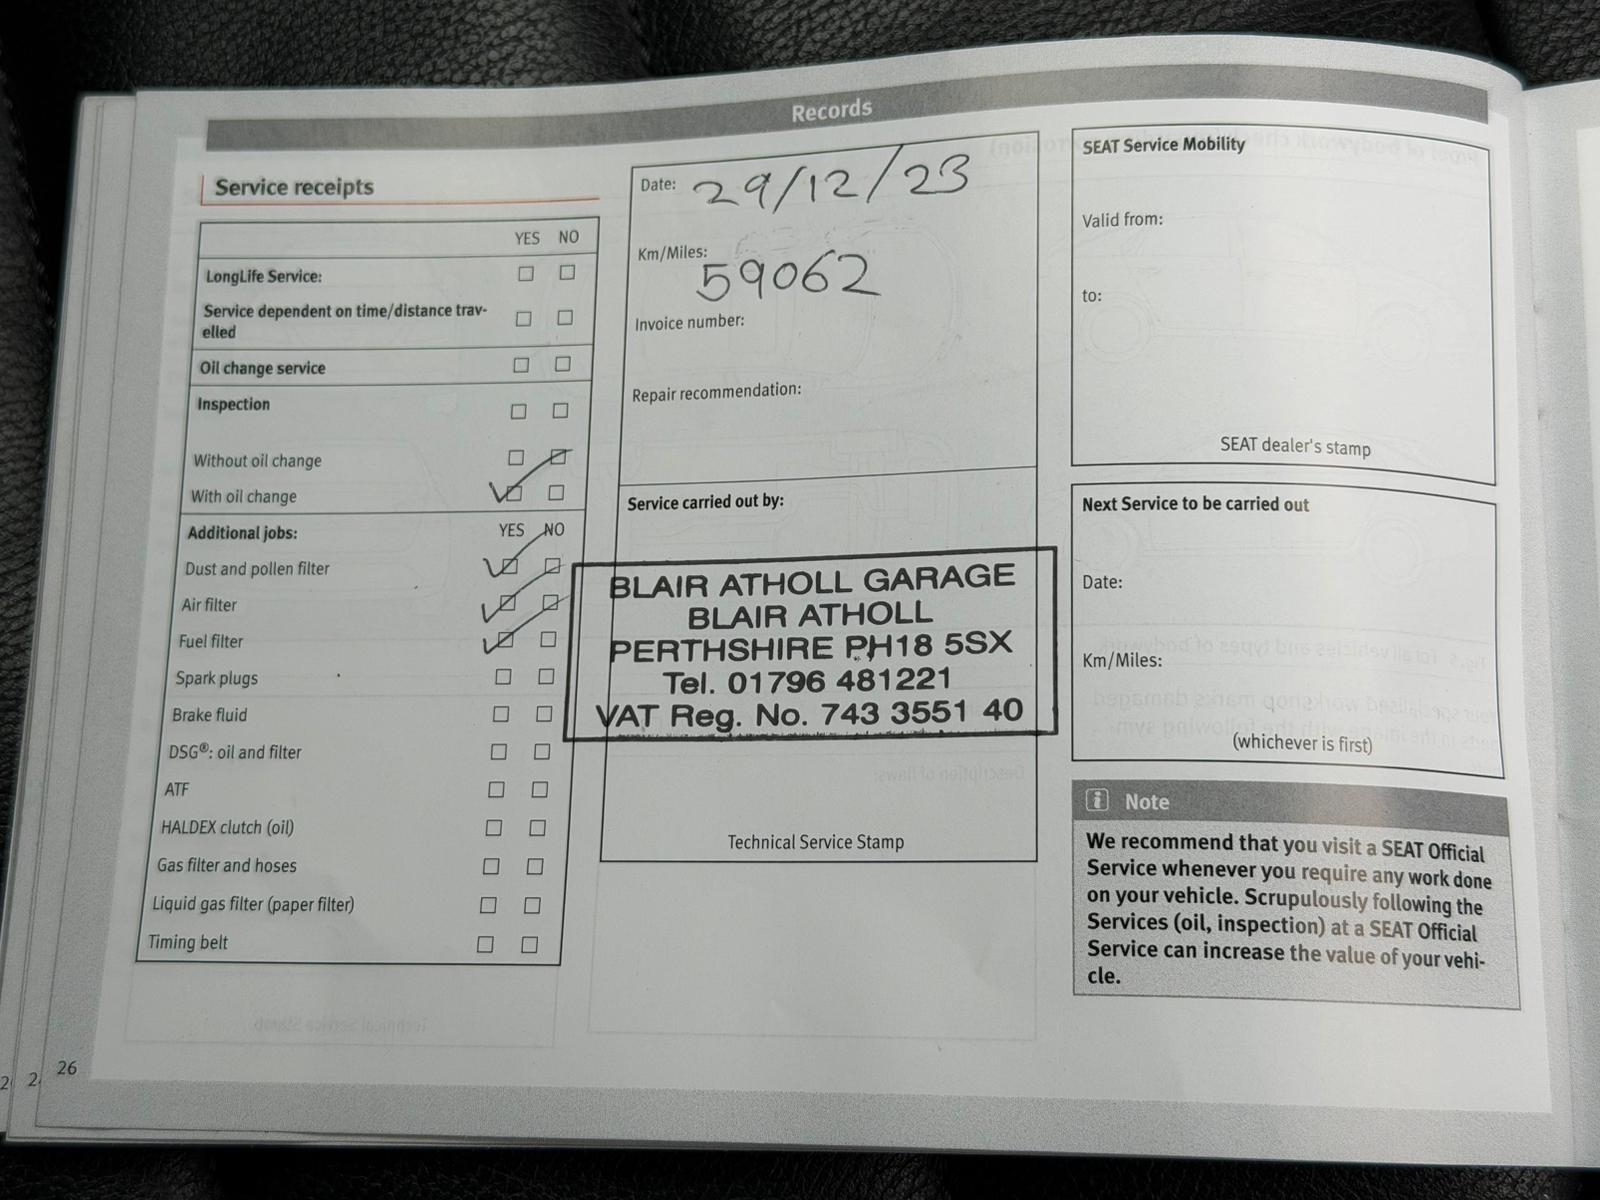 Records
Service receipts
YES NO
LongLife Service:
Service dependent on time/distance trav-
elled
Oil change service
Inspection
Without oil change
With oil change
Additional jobs: YES NO
Dust and pollen filter
Air filter
Fuel filter
Spark plugs
Brake fluid
DSG®: oil and filter
ATF
HALDEX clutch (oil)
Gas filter and hoses
Liquid gas filter (paper filter)
Timing belt
Date: 29/12/23
Km/Miles:
59062
Invoice number:
Repair recommendation:
Service carried out by:
BLAIR ATHOLL GARAGE
BLAIR ATHOLL
PERTHSHIRE PH18 5SX
Tel. 01796 481221
VAT Reg. No. 743 3551 40
Technical Service Stamp
SEAT Service Mobility
Valid from:
to:
SEAT dealer's stamp
Next Service to be carried out
Date:
Km/Miles:
(whichever is first)
i Note
We recommend that you visit a SEAT Official
Service whenever you require any work done
on your vehicle. Scrupulously following the
Services (oil, inspection) at a SEAT Official
Service can increase the value of your vehi-
cle.
26